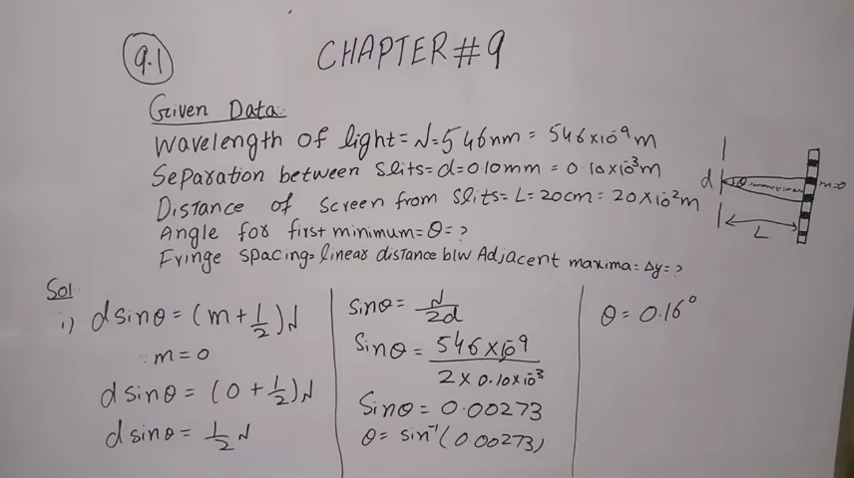 9.1
CHAPTER #9
Given Data:
Wavelength of light = λ = 546nm = 546×10⁻⁹m
Separation between Slits = d = 0.10mm = 0.10×10⁻³m
Distance of Screen from Slits = L = 20cm = 20×10⁻²m
Angle for first minimum = θ = ?
Fringe spacing = linear distance b/w Adjacent maxima = Δy = ?
d
θ
m=0
L
Sol
i) d sinθ = (m + 1/2)λ
∵ m = 0
d sinθ = (0 + 1/2)λ
d sinθ = 1/2 λ
Sinθ = λ/2d
Sinθ = 546×10⁻⁹ / 2×0.10×10⁻³
Sinθ = 0.00273
θ = sin⁻¹(0.00273)
θ = 0.16°